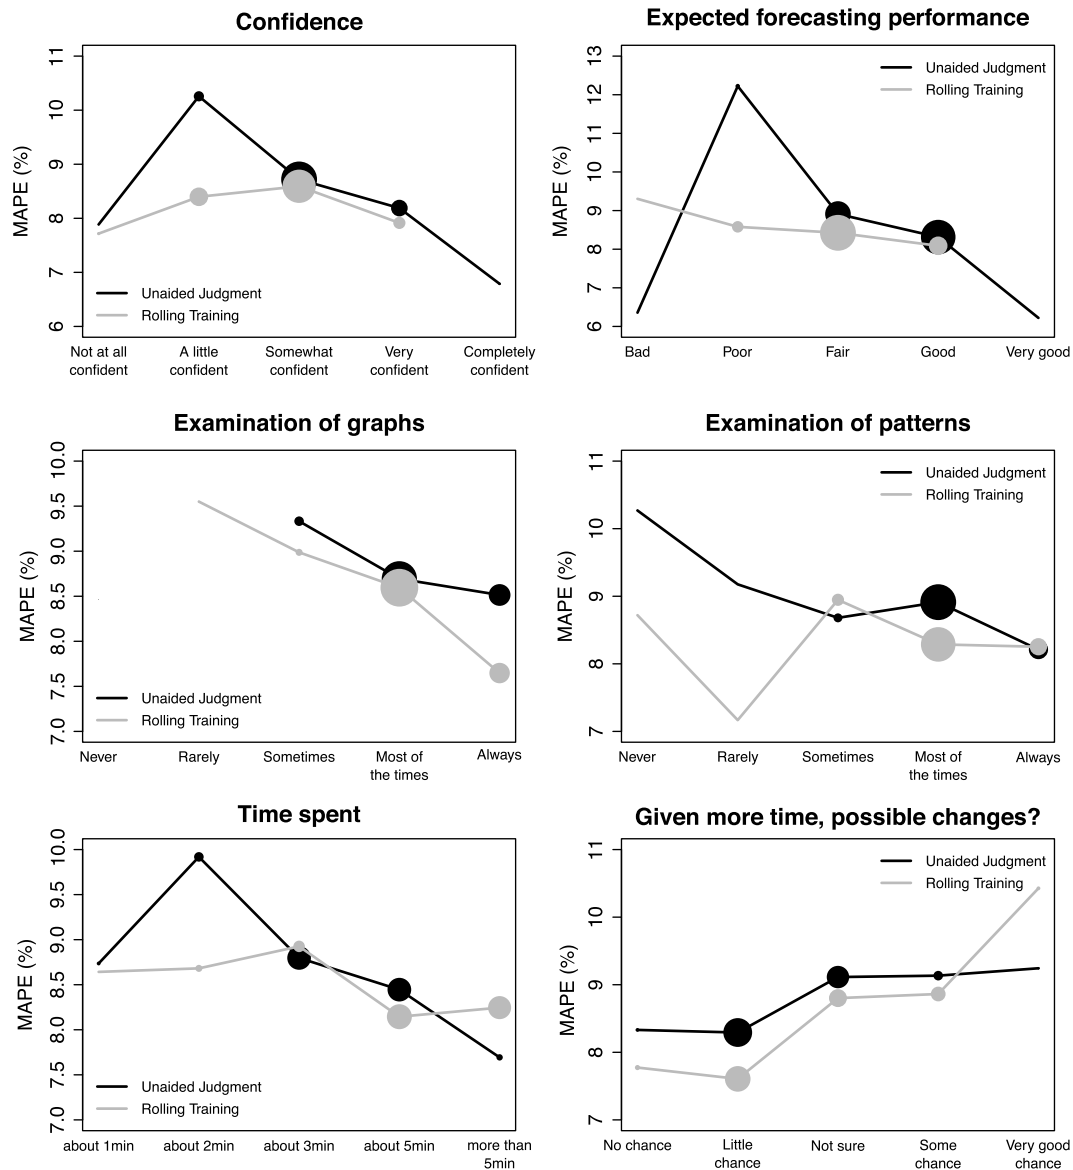 Confidence
MAPE (%)
11
10
9
8
7
6
Unaided Judgment
Rolling Training
Not at all
confident
A little
confident
Somewhat
confident
Very
confident
Completely
confident
Expected forecasting performance
MAPE (%)
13
12
11
10
9
8
7
6
Unaided Judgment
Rolling Training
Bad
Poor
Fair
Good
Very good
Examination of graphs
MAPE (%)
10.0
9.5
9.0
8.5
8.0
7.5
7.0
Unaided Judgment
Rolling Training
Never
Rarely
Sometimes
Most of
the times
Always
Examination of patterns
MAPE (%)
11
10
9
8
7
Unaided Judgment
Rolling Training
Never
Rarely
Sometimes
Most of
the times
Always
Time spent
MAPE (%)
10.0
9.5
9.0
8.5
8.0
7.5
7.0
Unaided Judgment
Rolling Training
about 1min
about 2min
about 3min
about 5min
more than
5min
Given more time, possible changes?
MAPE (%)
11
10
9
8
7
Unaided Judgment
Rolling Training
No chance
Little
chance
Not sure
Some
chance
Very good
chance